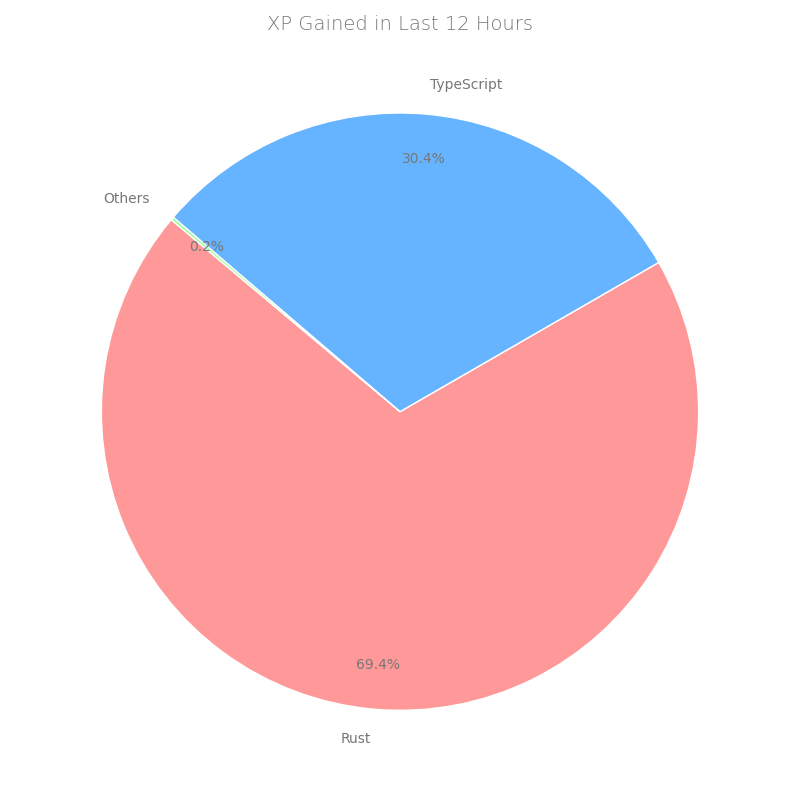 XP Gained in Last 12 Hours
TypeScript
30.4%
Others
0.2%
69.4%
Rust